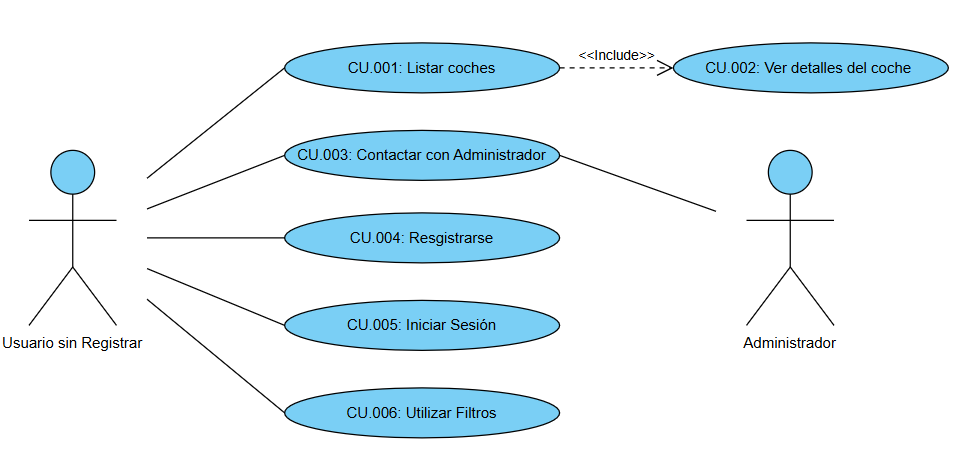 <<Include>>
CU.001: Listar coches
CU.002: Ver detalles del coche
CU.003: Contactar con Administrador
CU.004: Resgistrarse
CU.005: Iniciar Sesión
Usuario sin Registrar
Administrador
CU.006: Utilizar Filtros